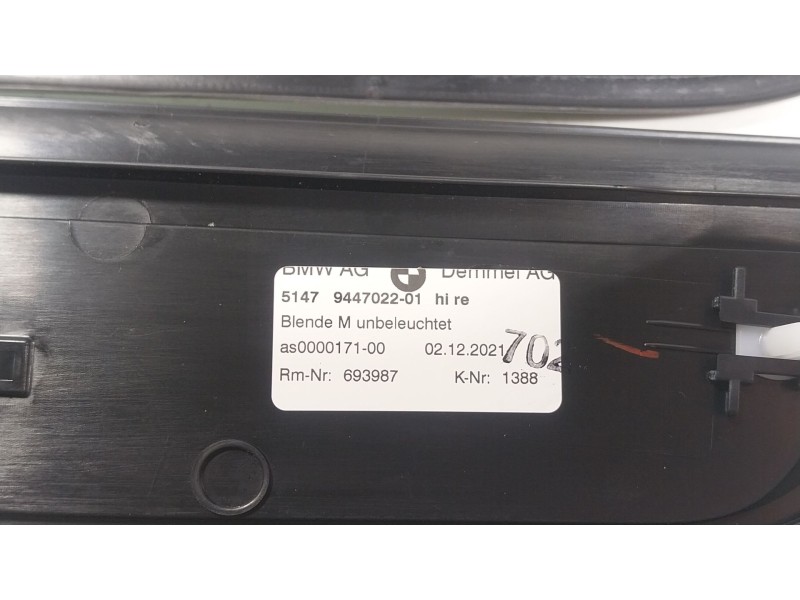 BMW AG Demmel AG
5147 9447022-01 hi re
Blende M unbeleuchtet
as0000171-00 02.12.2021 702
Rm-Nr: 693987 K-Nr: 1388